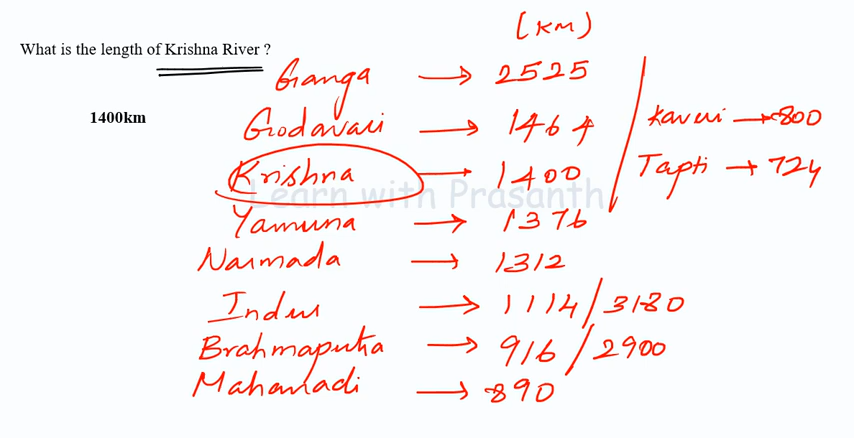 (KM)
What is the length of Krishna River ?
Ganga → 2525
1400km
Godavari → 1464
Kaveri → 800
Krishna → 1400
Tapti → 724
Learn with Prasanth
Yamuna → 1376
Narmada → 1312
Indus → 1114/3180
Brahmaputra → 916/2900
Mahanadi → 890